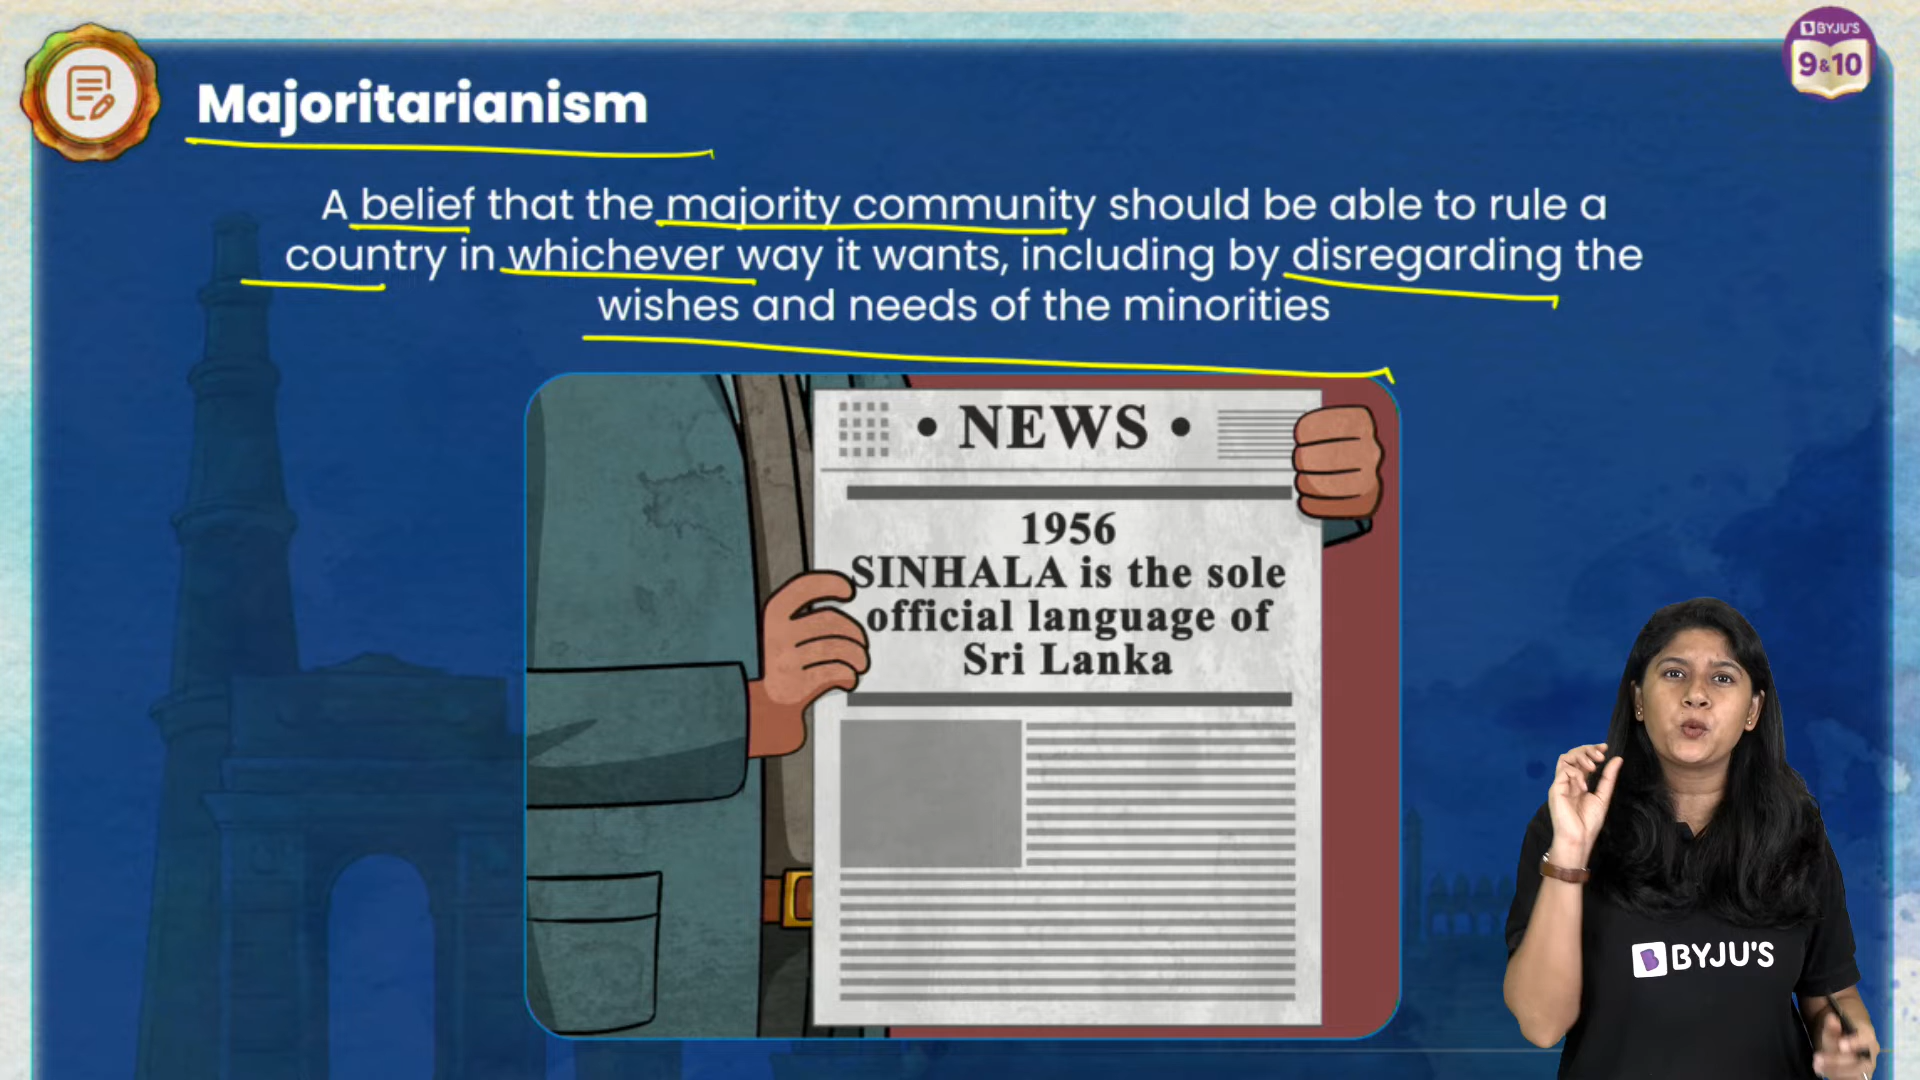 BYJU'S
9&10
Majoritarianism
A belief that the majority community should be able to rule a
country in whichever way it wants, including by disregarding the
wishes and needs of the minorities
• NEWS •
1956
SINHALA is the sole
official language of
Sri Lanka
BYJU'S